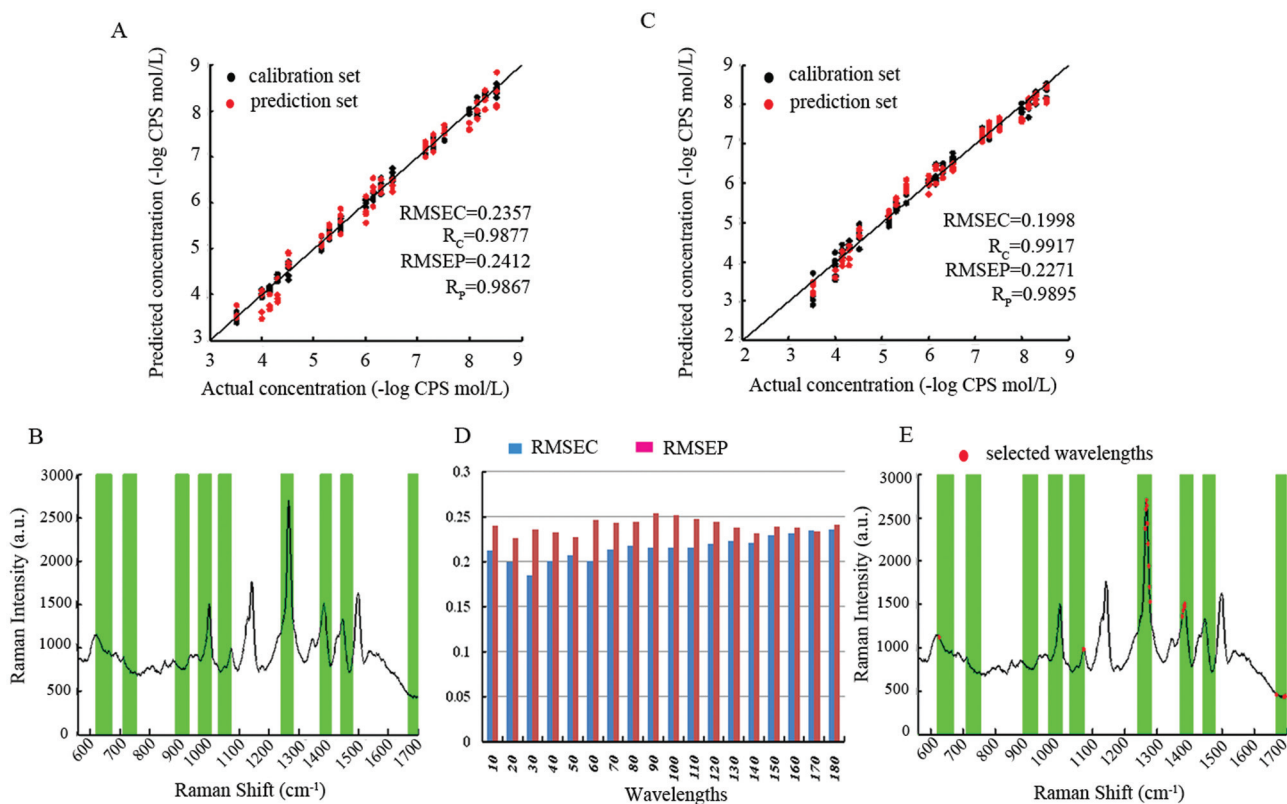 A
Predicted concentration (-log CPS mol/L)
9
8
7
6
5
4
3
calibration set
prediction set
RMSEC=0.2357
R_C=0.9877
RMSEP=0.2412
R_P=0.9867
3 4 5 6 7 8 9
Actual concentration (-log CPS mol/L)
C
Predicted concentration (-log CPS mol/L)
9
8
7
6
5
4
3
2
calibration set
prediction set
RMSEC=0.1998
R_C=0.9917
RMSEP=0.2271
R_P=0.9895
2 3 4 5 6 7 8 9
Actual concentration (-log CPS mol/L)
B
Raman Intensity (a.u.)
3000
2500
2000
1500
1000
500
0
600 700 800 900 1000 1100 1200 1300 1400 1500 1600 1700
Raman Shift (cm⁻¹)
D
RMSEC RMSEP
0.3
0.25
0.2
0.15
0.1
0.05
0
10 20 30 40 50 60 70 80 90 100 110 120 130 140 150 160 170 180
Wavelengths
E
selected wavelengths
Raman Intensity (a.u.)
3000
2500
2000
1500
1000
500
0
600 700 800 900 1000 1100 1200 1300 1400 1500 1600 1700
Raman Shift (cm⁻¹)